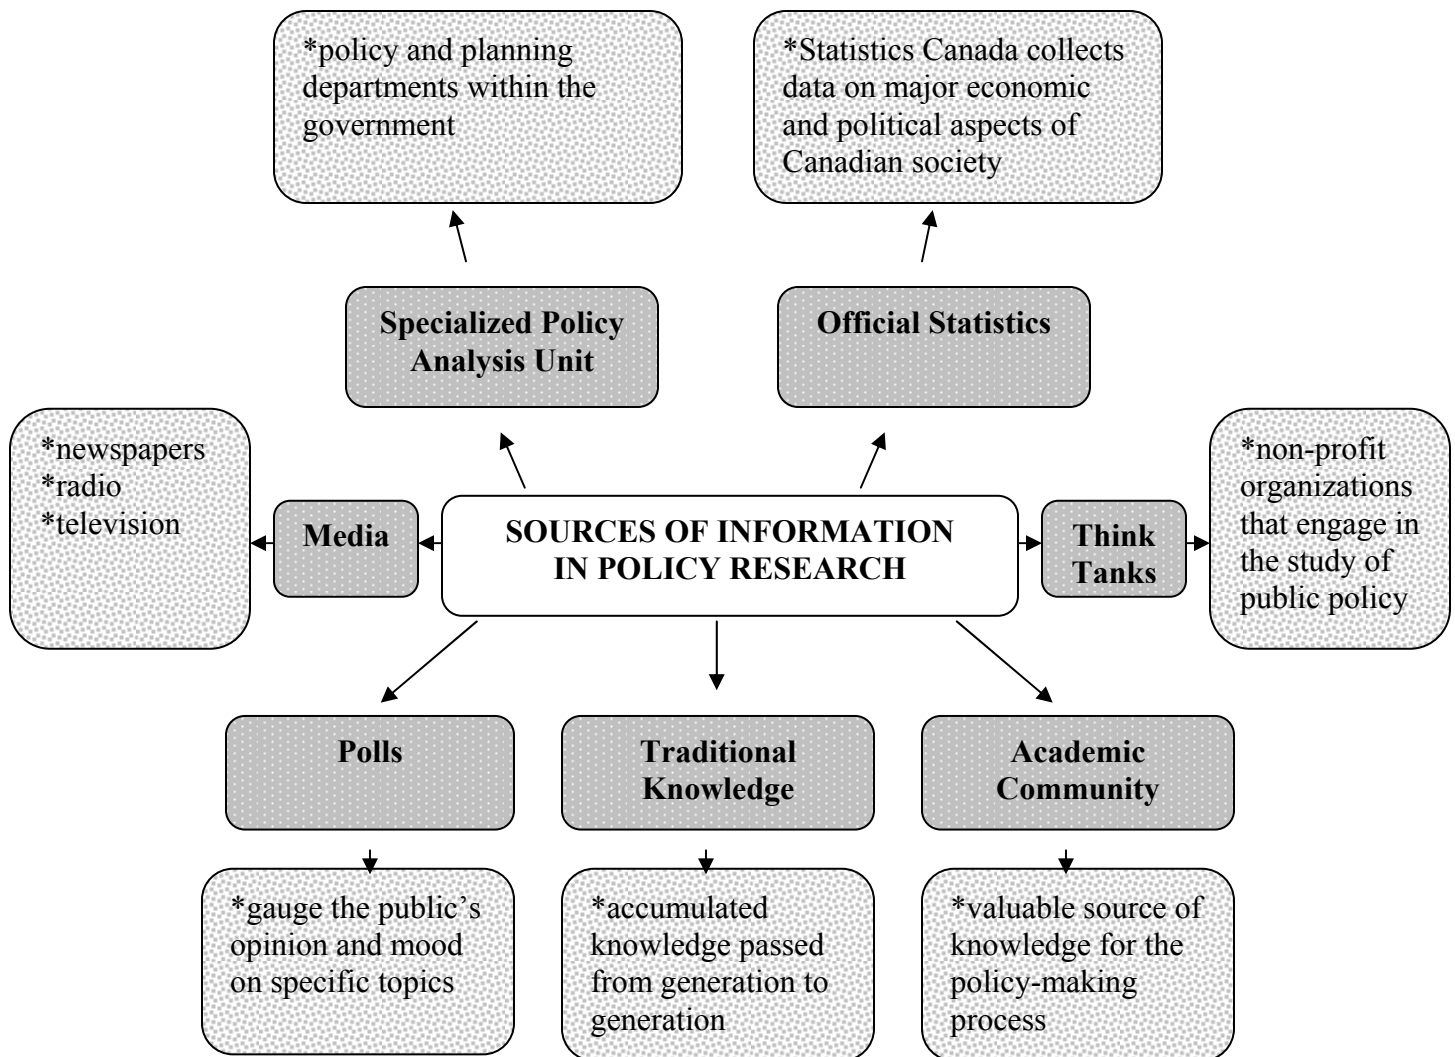 *policy and planning
departments within the
government
*Statistics Canada collects
data on major economic
and political aspects of
Canadian society
Specialized Policy
Analysis Unit
Official Statistics
*newspapers
*radio
*television
Media
SOURCES OF INFORMATION
IN POLICY RESEARCH
Think
Tanks
*non-profit
organizations
that engage in
the study of
public policy
Polls
Traditional
Knowledge
Academic
Community
*gauge the public’s
opinion and mood
on specific topics
*accumulated
knowledge passed
from generation to
generation
*valuable source of
knowledge for the
policy-making
process